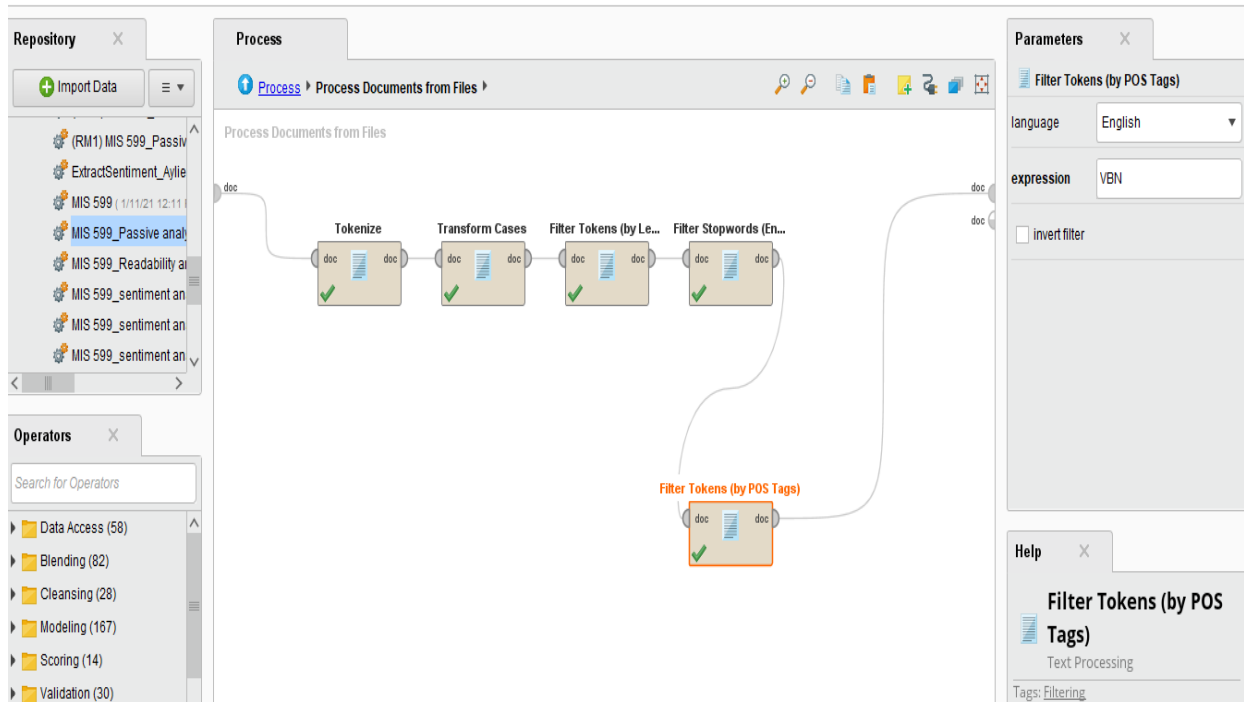 Repository
Import Data
(RM1) MIS 599_Passiv
ExtractSentiment_Aylie
MIS 599 ( 1/11/21 12:11
MIS 599_Passive analy
MIS 599_Readability a
MIS 599_sentiment an
MIS 599_sentiment an
MIS 599_sentiment an
Operators
Search for Operators
Data Access (58)
Blending (82)
Cleansing (28)
Modeling (167)
Scoring (14)
Validation (30)
Process
Process Process Documents from Files
Process Documents from Files
doc
doc
doc
Tokenize
doc doc
Transform Cases
doc doc
Filter Tokens (by Le...
doc doc
Filter Stopwords (En...
doc doc
Filter Tokens (by POS Tags)
doc doc
Parameters
Filter Tokens (by POS Tags)
language English
expression VBN
invert filter
Help
Filter Tokens (by POS
Tags)
Text Processing
Tags: Filtering